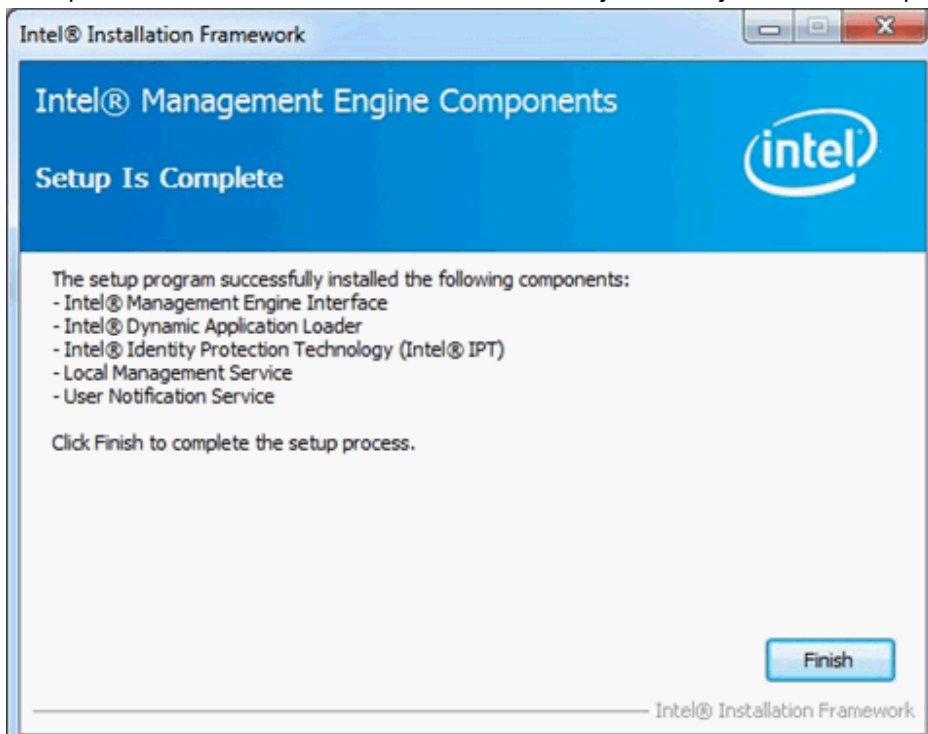 Intel® Installation Framework
Intel® Management Engine Components
intel
Setup Is Complete
The setup program successfully installed the following components:
- Intel® Management Engine Interface
- Intel® Dynamic Application Loader
- Intel® Identity Protection Technology (Intel® IPT)
- Local Management Service
- User Notification Service
Click Finish to complete the setup process.
Finish
Intel® Installation Framework